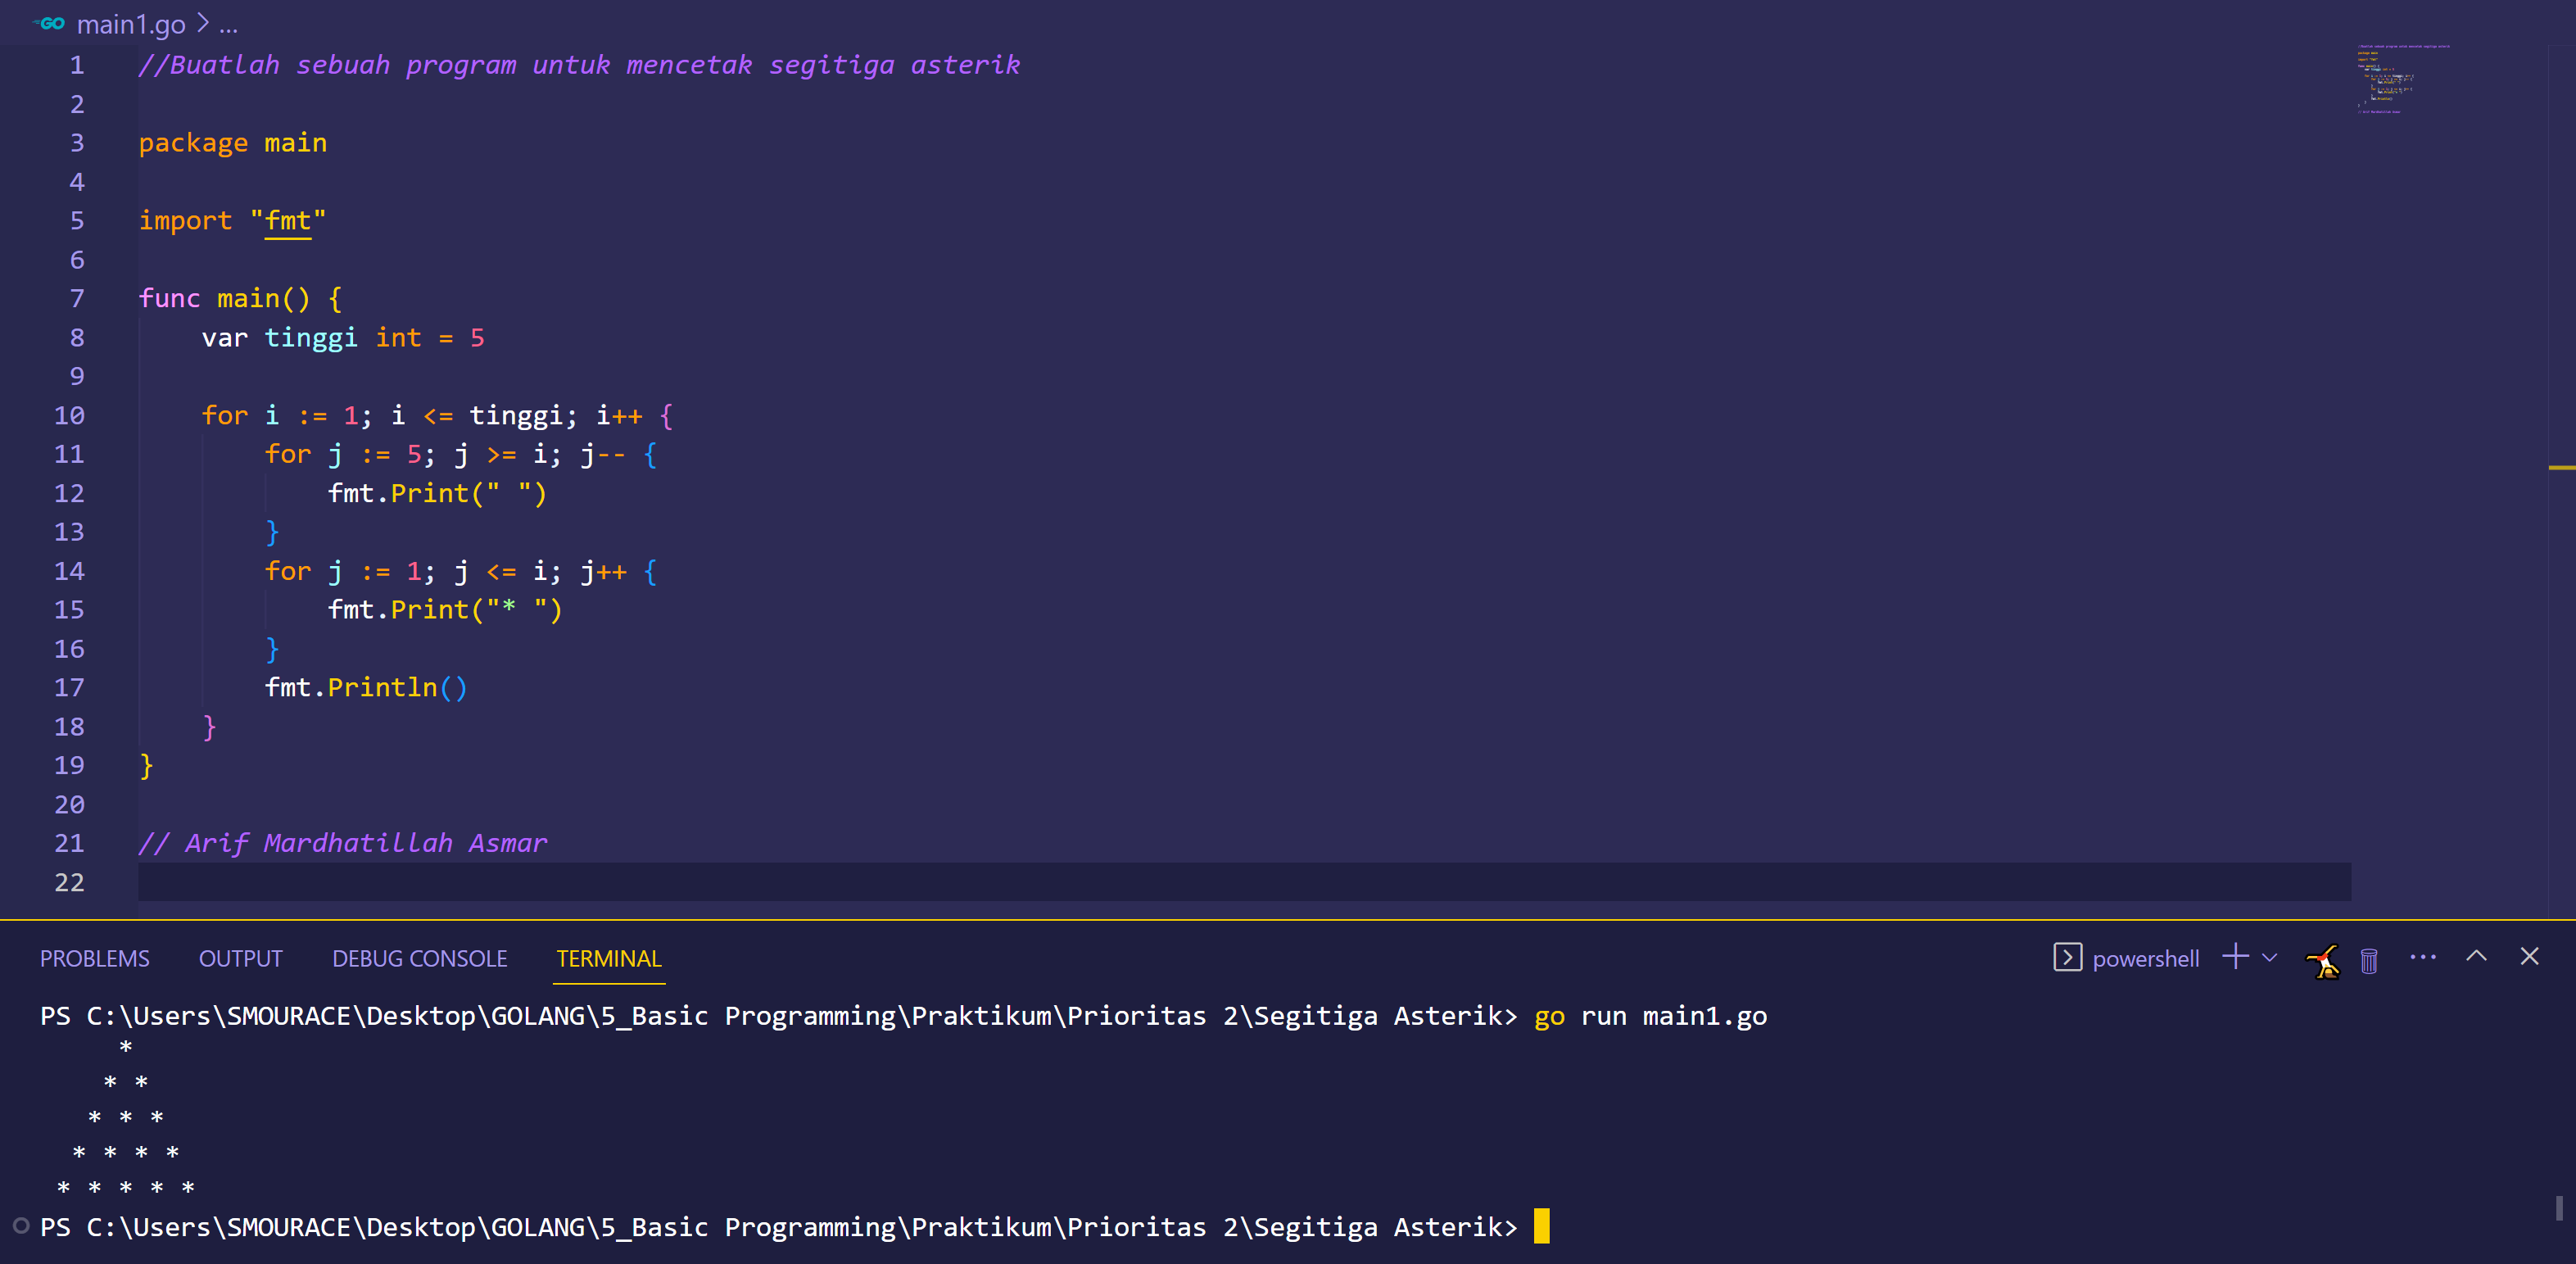 GO main1.go > ...
1 //Buatlah sebuah program untuk mencetak segitiga asterik
2
3 package main
4
5 import "fmt"
6
7 func main() {
8     var tinggi int = 5
9
10     for i := 1; i <= tinggi; i++ {
11         for j := 5; j >= i; j-- {
12             fmt.Print(" ")
13         }
14         for j := 1; j <= i; j++ {
15             fmt.Print("* ")
16         }
17         fmt.Println()
18     }
19 }
20
21 // Arif Mardhatillah Asmar
22
PROBLEMS OUTPUT DEBUG CONSOLE TERMINAL powershell
PS C:\Users\SMOURACE\Desktop\GOLANG\5_Basic Programming\Praktikum\Prioritas 2\Segitiga Asterik> go run main1.go
     *
    * *
   * * *
  * * * *
 * * * * *
PS C:\Users\SMOURACE\Desktop\GOLANG\5_Basic Programming\Praktikum\Prioritas 2\Segitiga Asterik>